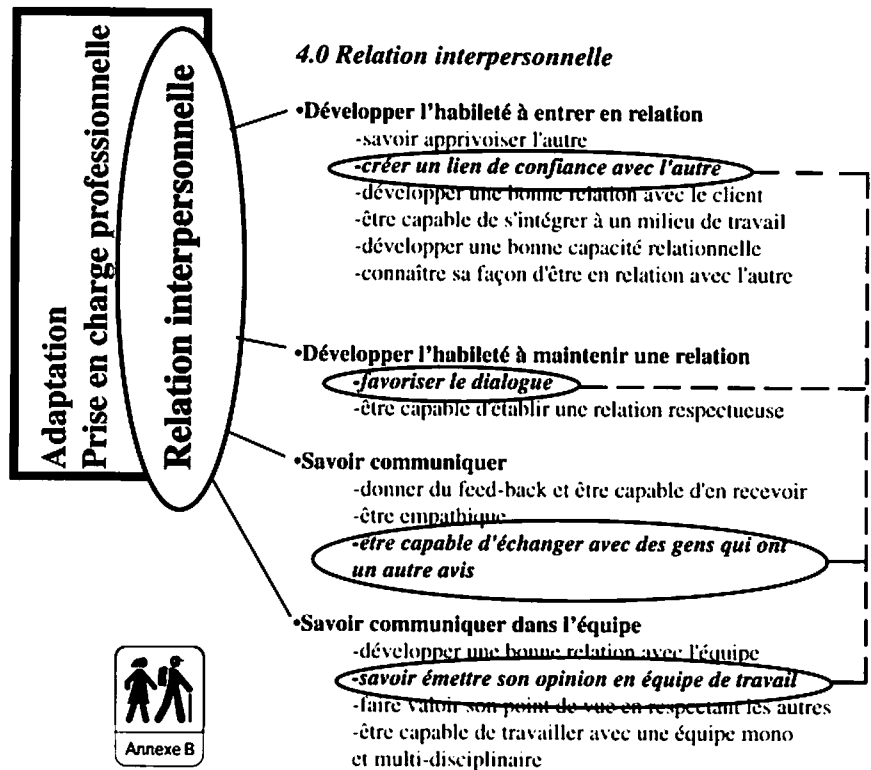 Adaptation
Prise en charge professionnelle
Relation interpersonnelle
4.0 Relation interpersonnelle
•Développer l'habileté à entrer en relation
-savoir apprivoiser l'autre
-créer un lien de confiance avec l'autre
-développer une bonne relation avec le client
-être capable de s'intégrer à un milieu de travail
-développer une bonne capacité relationnelle
-connaître sa façon d'être en relation avec l'autre
•Développer l'habileté à maintenir une relation
-favoriser le dialogue
-être capable d'établir une relation respectueuse
•Savoir communiquer
-donner du feed-back et être capable d'en recevoir
-être empathique
-être capable d'échanger avec des gens qui ont
un autre avis
•Savoir communiquer dans l'équipe
-développer une bonne relation avec l'équipe
-savoir émettre son opinion en équipe de travail
-faire valoir son point de vue en respectant les autres
-être capable de travailler avec une équipe mono
et multi-disciplinaire
Annexe B